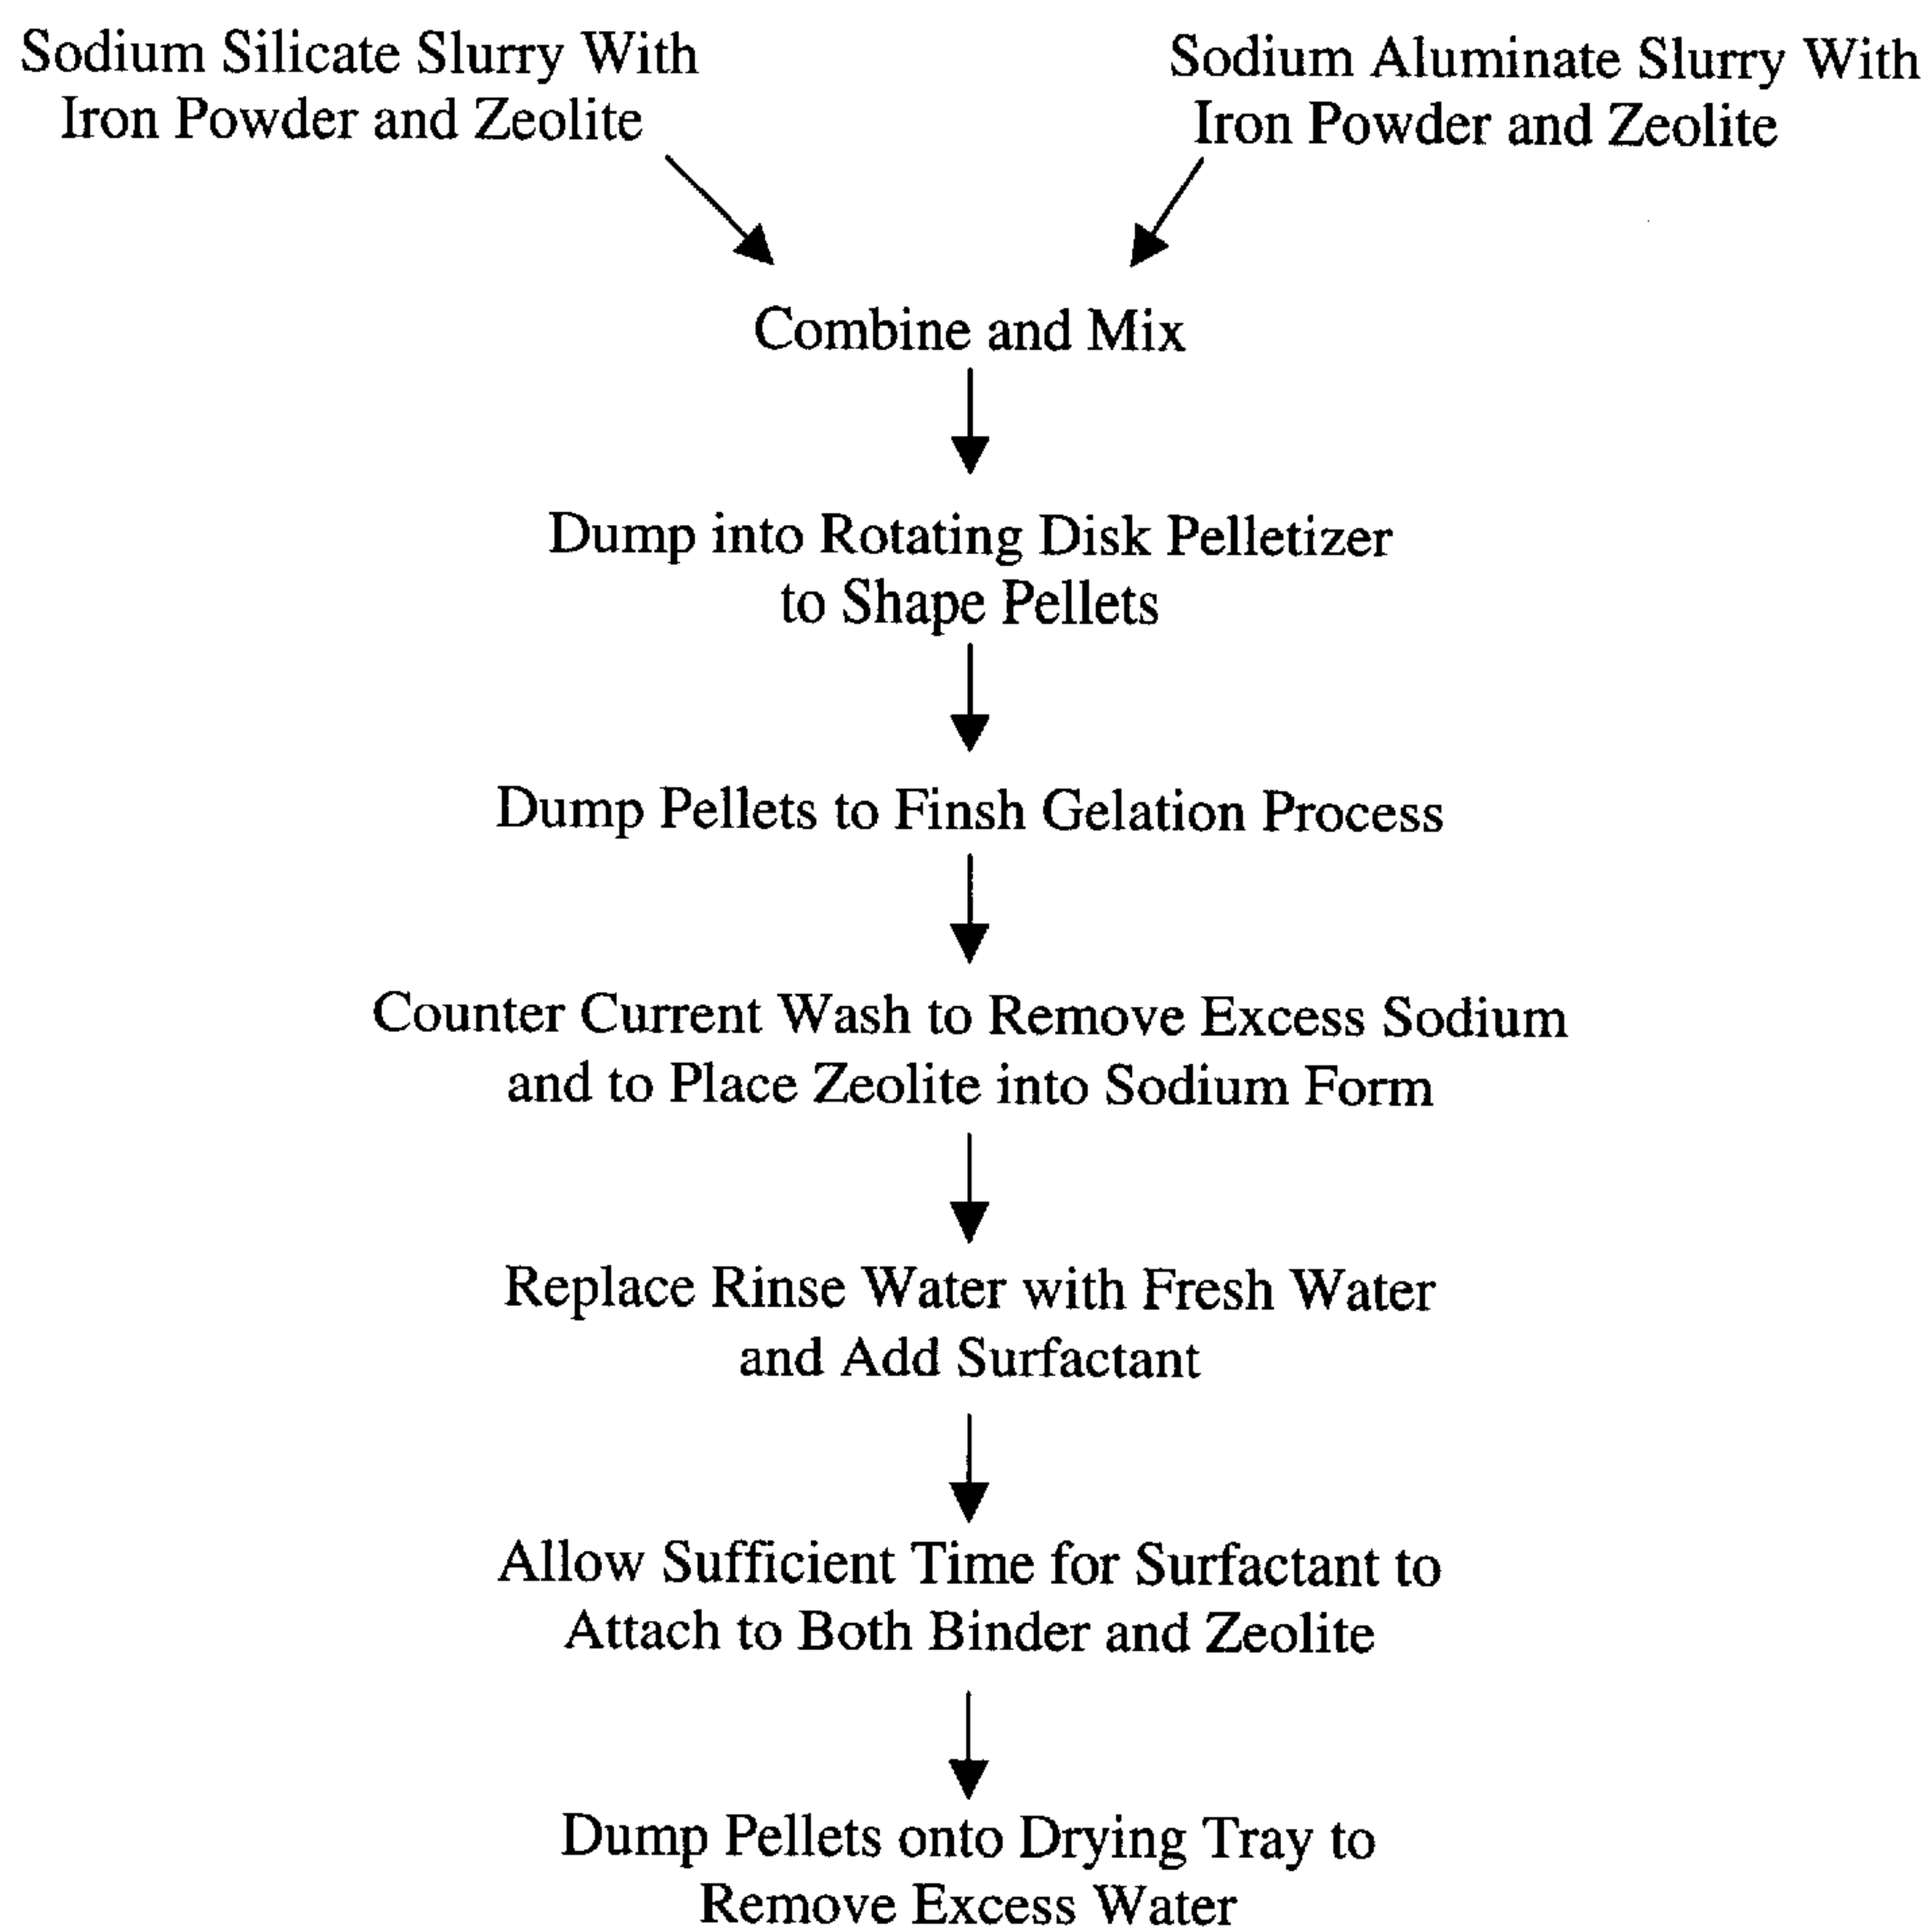 Sodium Silicate Slurry With
Iron Powder and Zeolite
Sodium Aluminate Slurry With
Iron Powder and Zeolite
Combine and Mix
Dump into Rotating Disk Pelletizer
to Shape Pellets
Dump Pellets to Finsh Gelation Process
Counter Current Wash to Remove Excess Sodium
and to Place Zeolite into Sodium Form
Replace Rinse Water with Fresh Water
and Add Surfactant
Allow Sufficient Time for Surfactant to
Attach to Both Binder and Zeolite
Dump Pellets onto Drying Tray to
Remove Excess Water